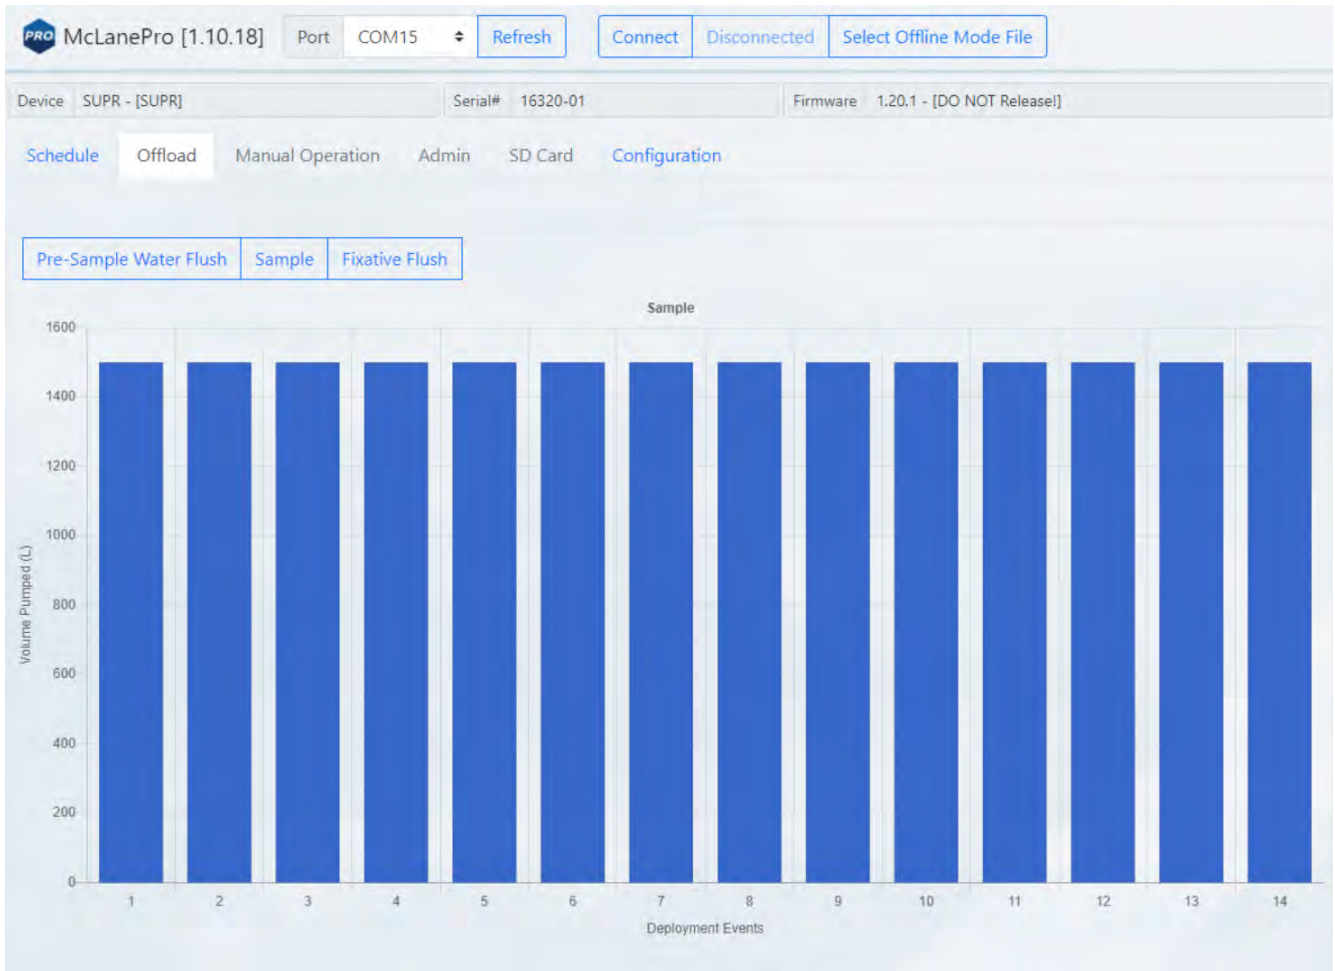 PRO McLanePro [1.10.18] Port COM15 Refresh Connect Disconnected Select Offline Mode File
Device SUPR - [SUPR] Serial# 16320-01 Firmware 1.20.1 - [DO NOT Release!]
Schedule Offload Manual Operation Admin SD Card Configuration
Pre-Sample Water Flush Sample Fixative Flush
Sample
1600
1400
1200
1000
800
600
400
200
0
Volume Pumped (L)
1 2 3 4 5 6 7 8 9 10 11 12 13 14
Deployment Events